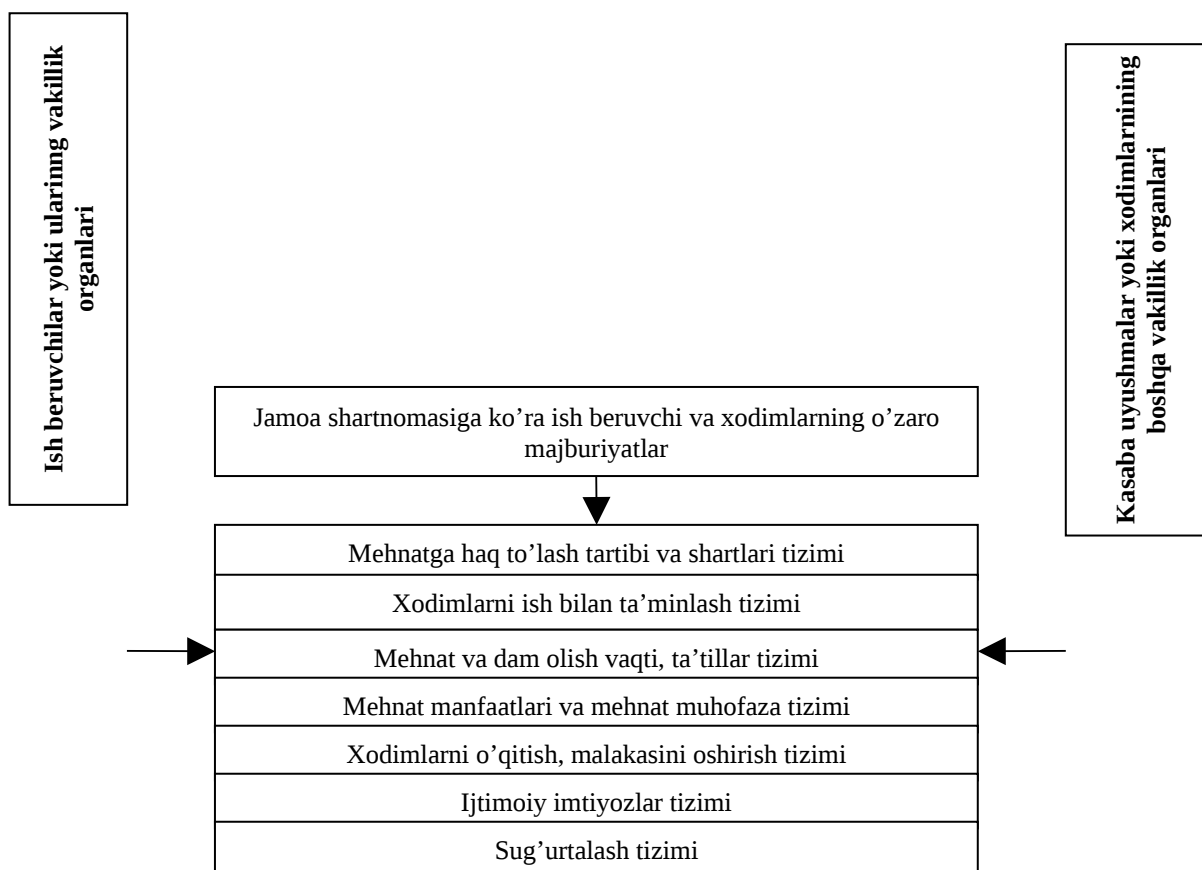 Ish beruvchilar yoki ularinng vakillik
organlari
Kasaba uyushmalar yoki xodimlarnining
boshqa vakillik organlari
Jamoa shartnomasiga ko’ra ish beruvchi va xodimlarning o’zaro
majburiyatlar
Mehnatga haq to’lash tartibi va shartlari tizimi
Xodimlarni ish bilan ta’minlash tizimi
Mehnat va dam olish vaqti, ta’tillar tizimi
Mehnat manfaatlari va mehnat muhofaza tizimi
Xodimlarni o’qitish, malakasini oshirish tizimi
Ijtimoiy imtiyozlar tizimi
Sug’urtalash tizimi